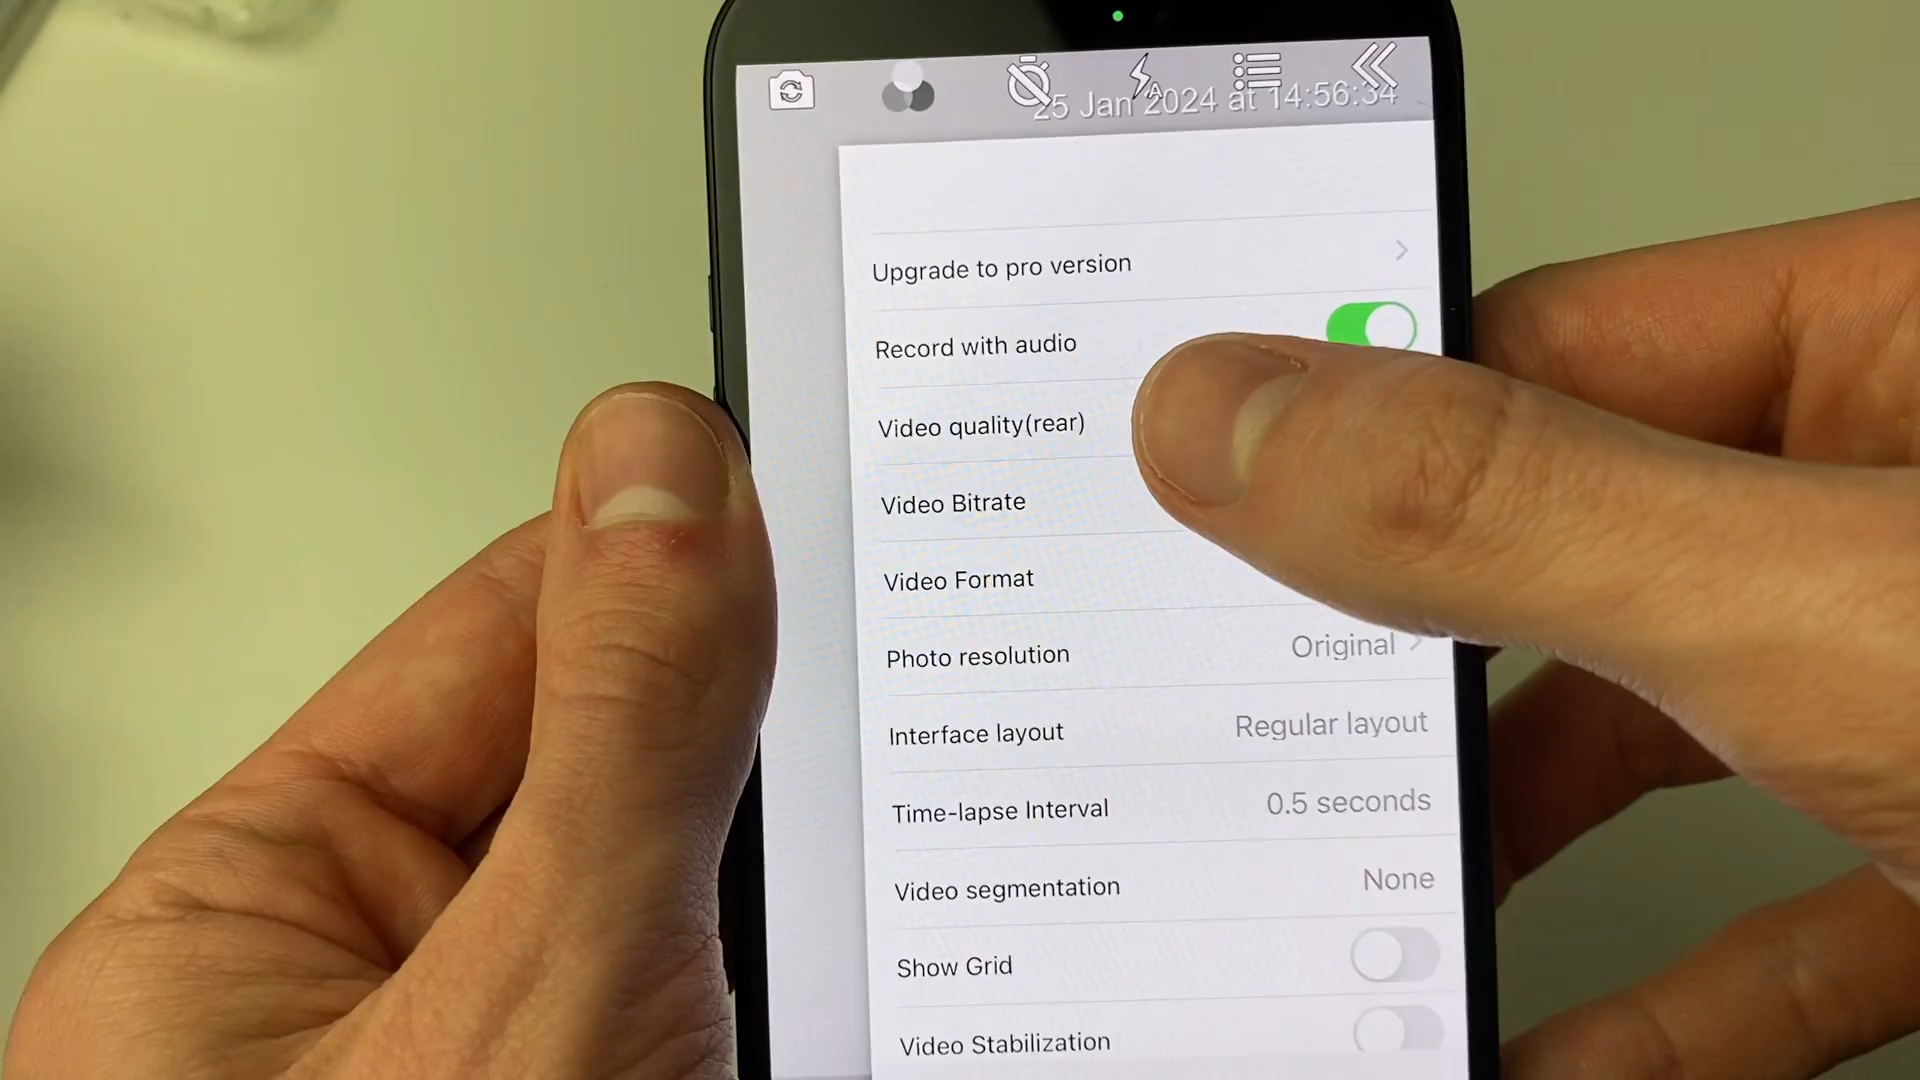 25 Jan 2024 at 14:56:34
Upgrade to pro version
Record with audio
Video quality(rear)
Video Bitrate
Video Format
Photo resolution Original
Interface layout Regular layout
Time-lapse Interval 0.5 seconds
Video segmentation None
Show Grid
Video Stabilization